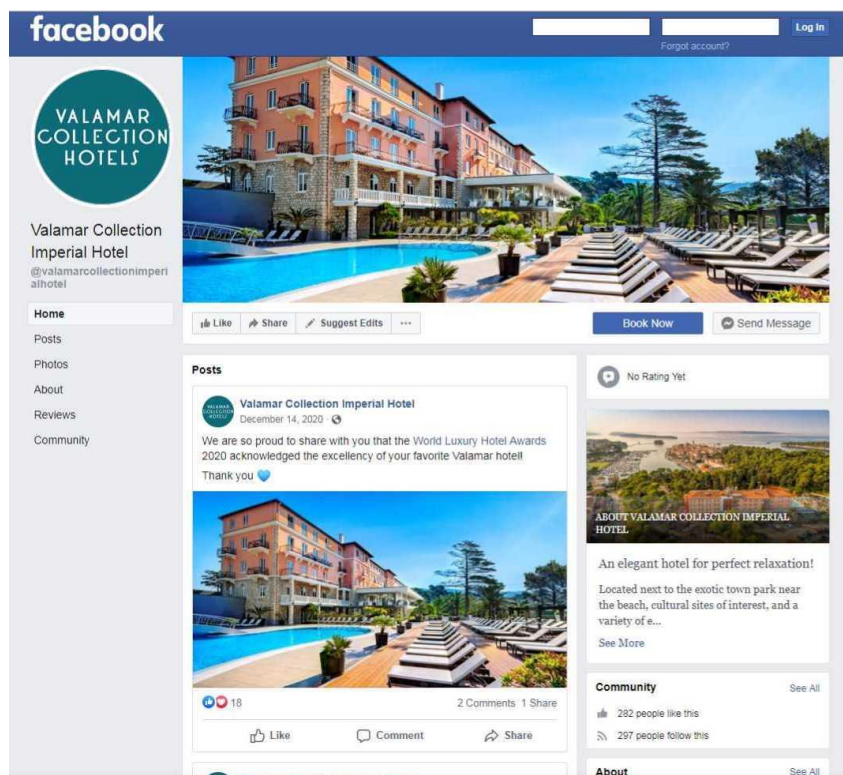 facebook
Log In
Forgot account?
VALAMAR
COLLECTION
HOTELS
Valamar Collection
Imperial Hotel
@valamarcollectionimperi
alhotel
Home
Posts
Photos
About
Reviews
Community
Like
Share
Suggest Edits
Book Now
Send Message
Posts
VALAMAR
COLLECTION
HOTELS
Valamar Collection Imperial Hotel
December 14, 2020
We are so proud to share with you that the World Luxury Hotel Awards
2020 acknowledged the excellency of your favorite Valamar hotel!
Thank you
18
2 Comments 1 Share
Like
Comment
Share
No Rating Yet
ABOUT VALAMAR COLLECTION IMPERIAL
HOTEL
An elegant hotel for perfect relaxation!
Located next to the exotic town park near
the beach, cultural sites of interest, and a
variety of e...
See More
Community
See All
282 people like this
297 people follow this
About
See All